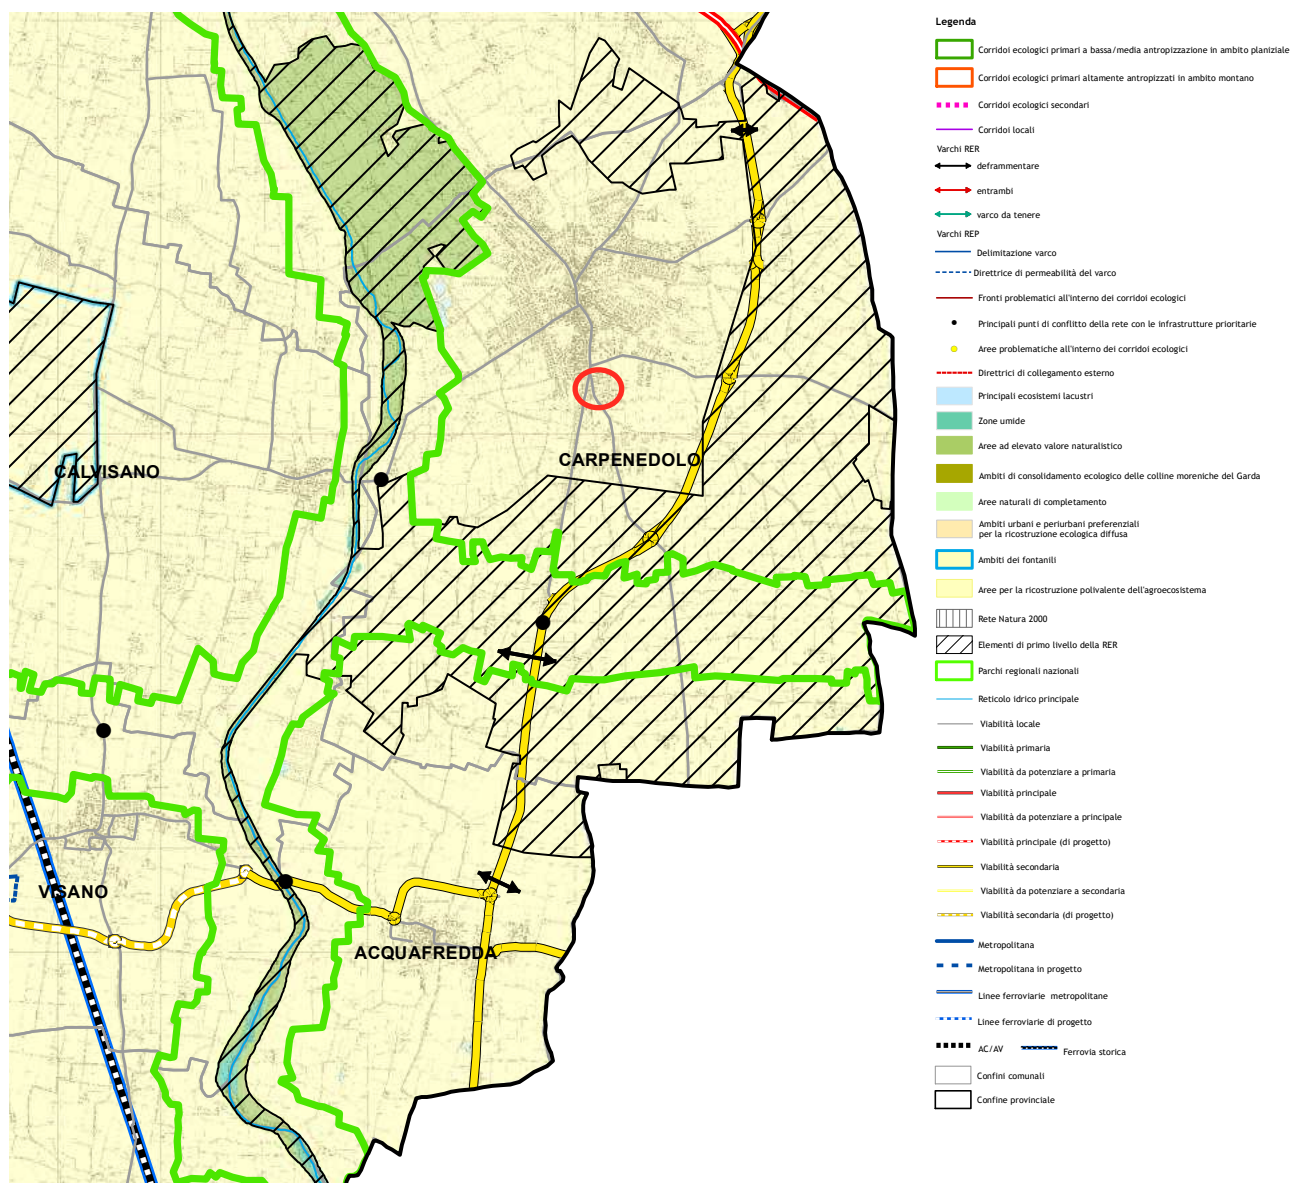 CALVISANO
CARPENEDOLO
VISANO
ACQUAFREDDA
Legenda
Corridoi ecologici primari a bassa/media antropizzazione in ambito planiziale
Corridoi ecologici primari altamente antropizzati in ambito montano
Corridoi ecologici secondari
Corridoi locali
Varchi RER
deframmentare
entrambi
varco da tenere
Varchi REP
Delimitazione varco
Direttrice di permeabilità del varco
Fronti problematici all'interno dei corridoi ecologici
Principali punti di conflitto della rete con le infrastrutture prioritarie
Aree problematiche all'interno dei corridoi ecologici
Direttrici di collegamento esterno
Principali ecosistemi lacustri
Zone umide
Aree ad elevato valore naturalistico
Ambiti di consolidamento ecologico delle colline moreniche del Garda
Aree naturali di completamento
Ambiti urbani e periurbani preferenziali
per la ricostruzione ecologica diffusa
Ambiti dei fontanili
Aree per la ricostruzione polivalente dell'agroecosistema
Rete Natura 2000
Elementi di primo livello della RER
Parchi regionali nazionali
Reticolo idrico principale
Viabilità locale
Viabilità primaria
Viabilità da potenziare a primaria
Viabilità principale
Viabilità da potenziare a principale
Viabilità principale (di progetto)
Viabilità secondaria
Viabilità da potenziare a secondaria
Viabilità secondaria (di progetto)
Metropolitana
Metropolitana in progetto
Linee ferroviarie metropolitane
Linee ferroviarie di progetto
AC/AV Ferrovia storica
Confini comunali
Confine provinciale